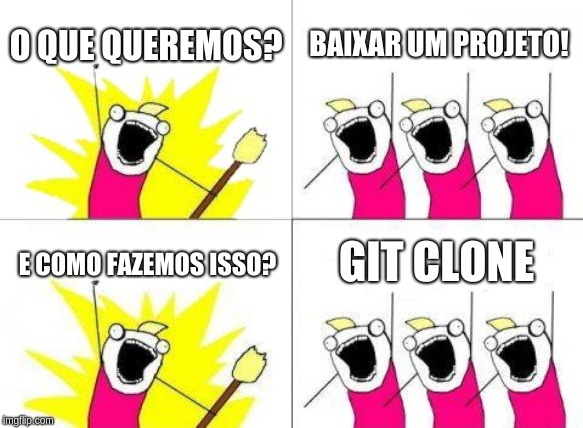 O QUE QUEREMOS?
BAIXAR UM PROJETO!
E COMO FAZEMOS ISSO?
GIT CLONE
imgflip.com